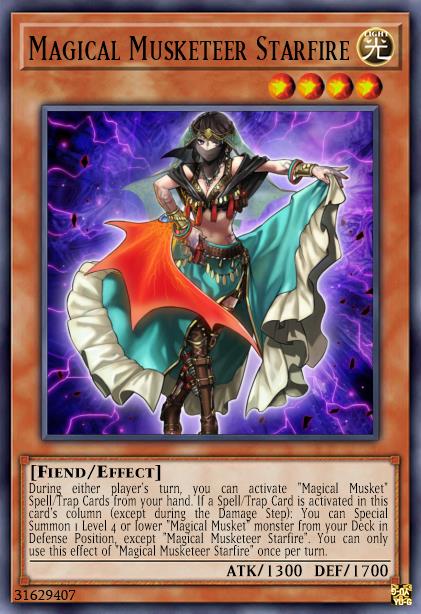 Magical Musketeer Starfire
LIGHT
光
[Fiend/Effect]
During either player's turn, you can activate "Magical Musket"
Spell/Trap Cards from your hand. If a Spell/Trap Card is activated in
this card's column (except during the Damage Step): You can Special
Summon 1 Level 4 or lower "Magical Musket" monster from your Deck in
Defense Position, except "Magical Musketeer Starfire". You can only
use this effect of "Magical Musketeer Starfire" once per turn.
ATK/1300 DEF/1700
31629407